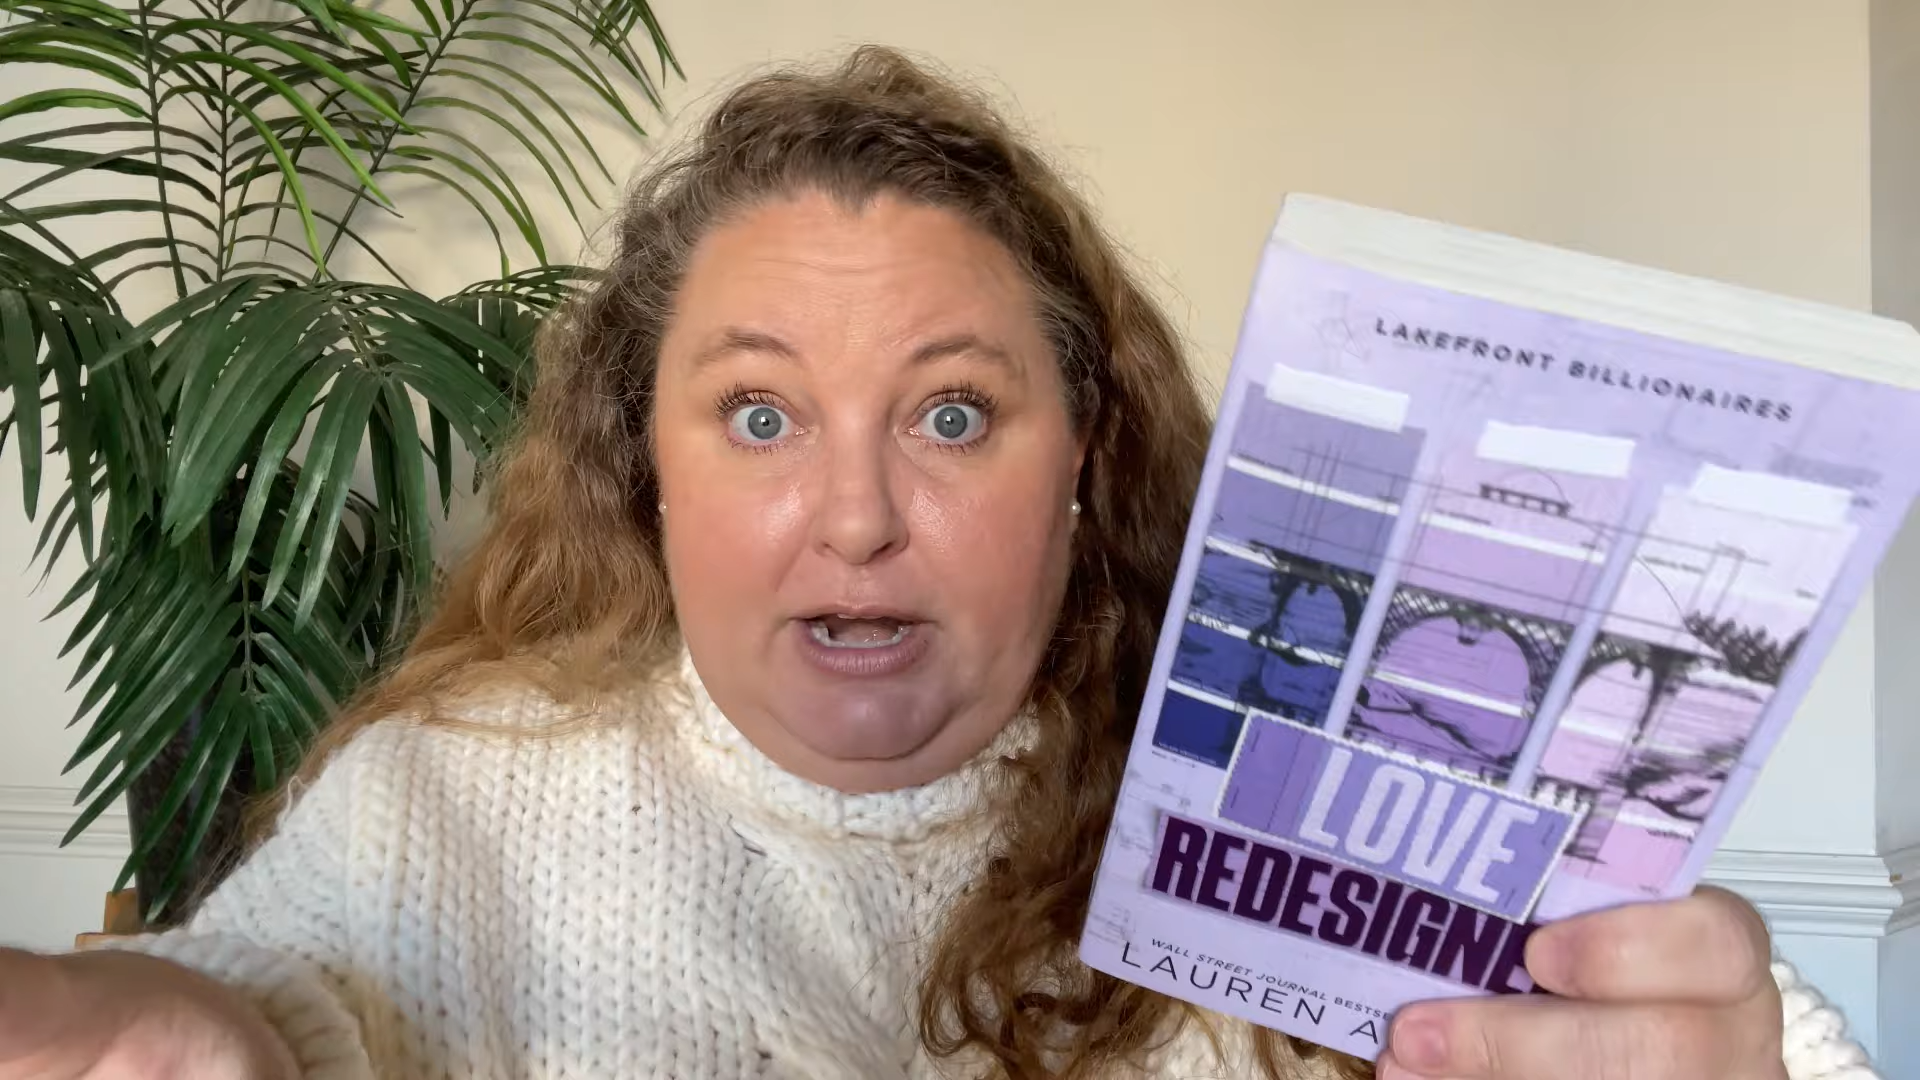 LAKEFRONT BILLIONAIRES
LOVE
REDESIGNE
WALL STREET JOURNAL BESTSE
LAUREN A